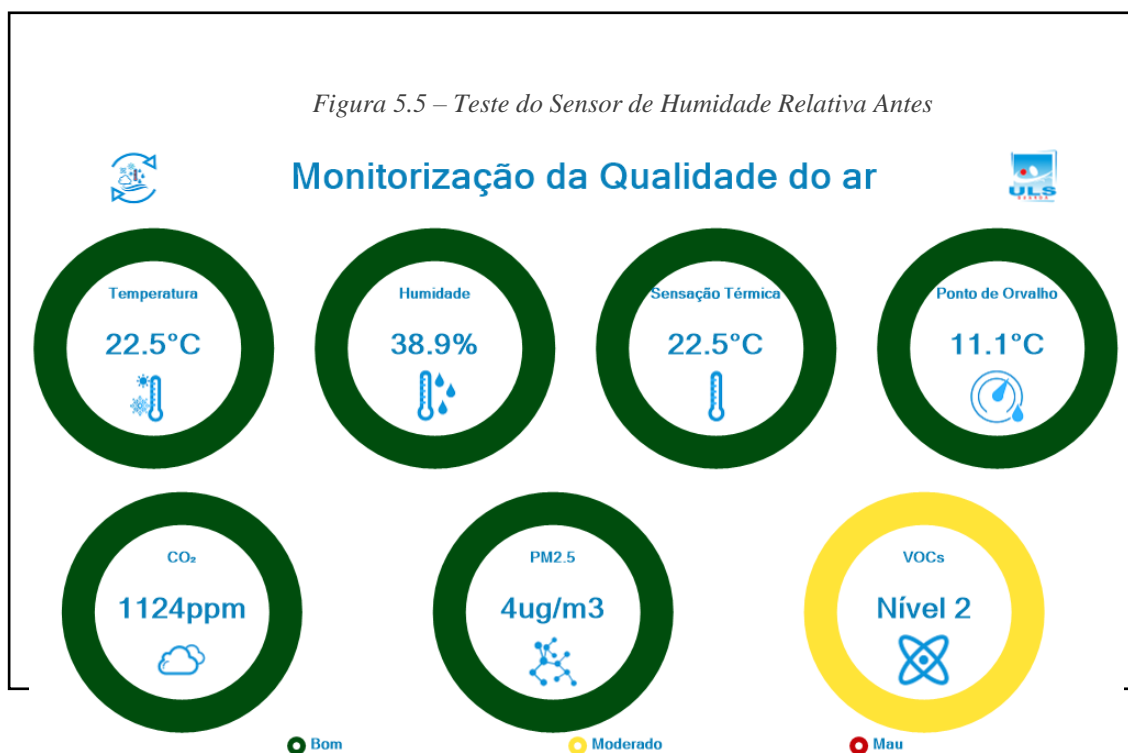 Figura 5.5 – Teste do Sensor de Humidade Relativa Antes
Monitorização da Qualidade do ar
ULS
Temperatura
22.5°C
Humidade
38.9%
Sensação Térmica
22.5°C
Ponto de Orvalho
11.1°C
CO₂
1124ppm
PM2.5
4ug/m3
VOCs
Nível 2
Bom
Moderado
Mau